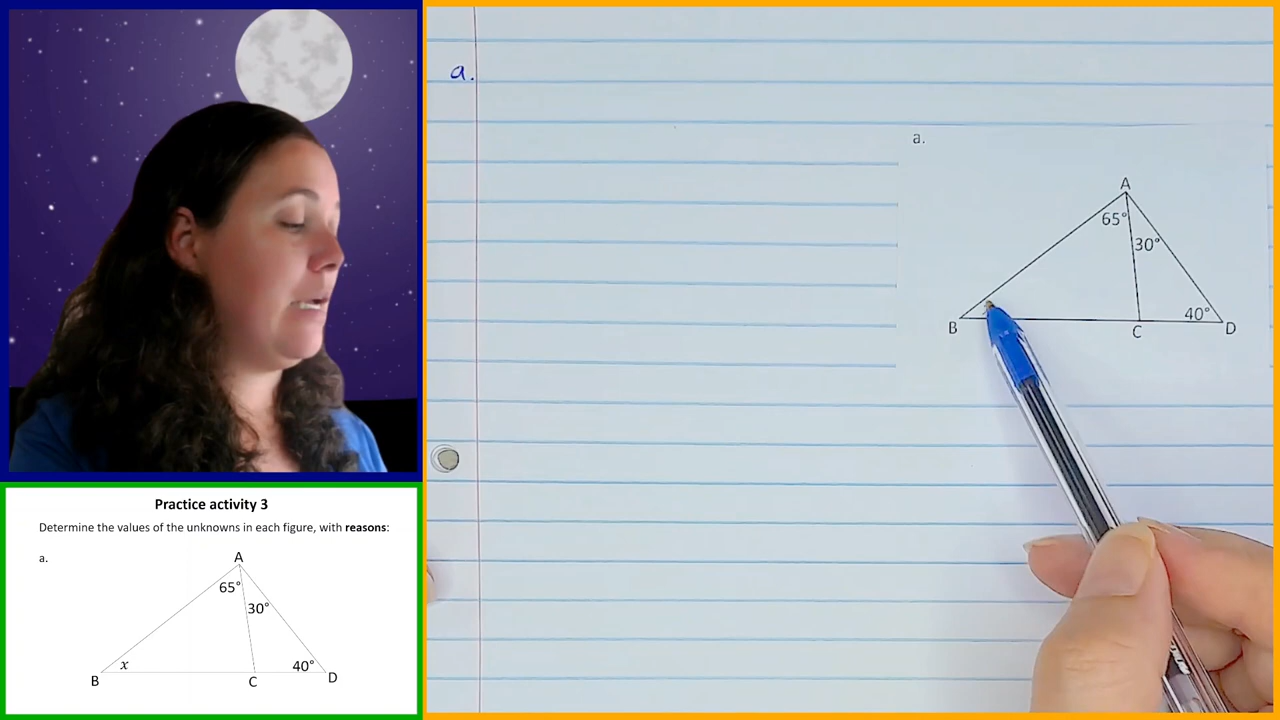 a.
a.
A
65°
30°
40°
B
C
D
Practice activity 3
Determine the values of the unknowns in each figure, with reasons:
a.
A
65°
30°
x
40°
B
C
D